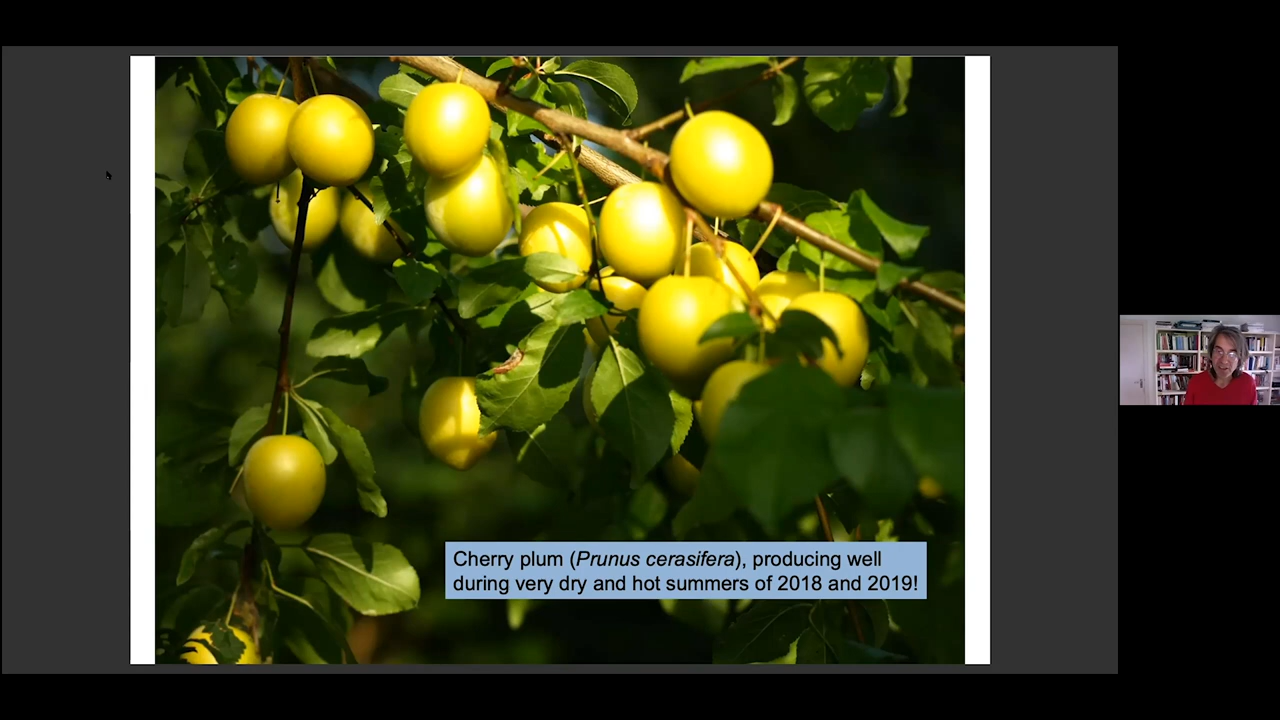 Cherry plum (Prunus cerasifera), producing well
during very dry and hot summers of 2018 and 2019!